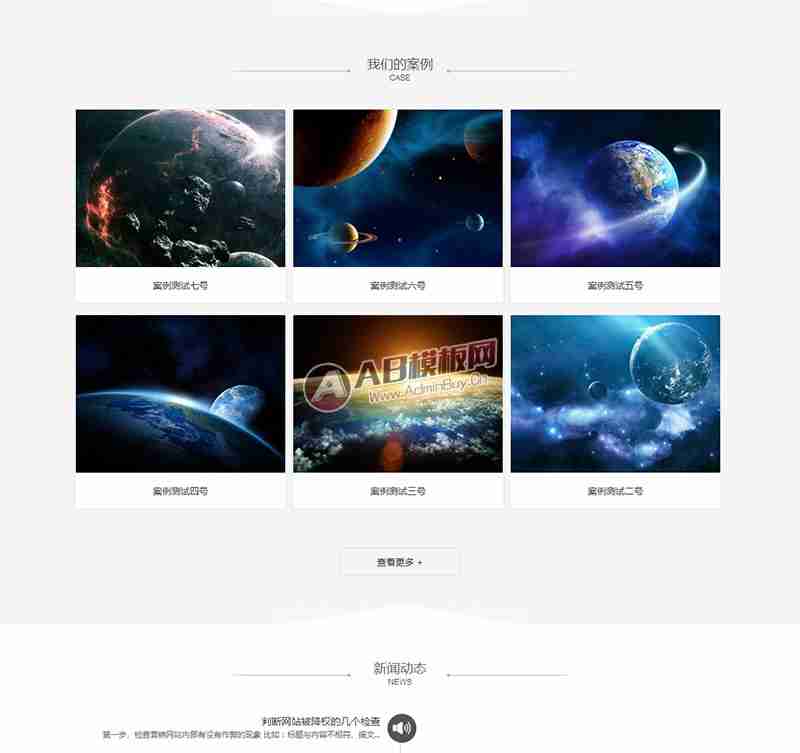 我们的案例
CASE
案例测试七号
案例测试六号
案例测试五号
AB模板网
www.AdminBuy.Cn
案例测试四号
案例测试三号
案例测试二号
查看更多 +
新闻动态
NEWS
判断网站被降权的几个检查
第一步、检查营销网站内部有没有作弊的现象 比如：标题与内容不相符、阐文...